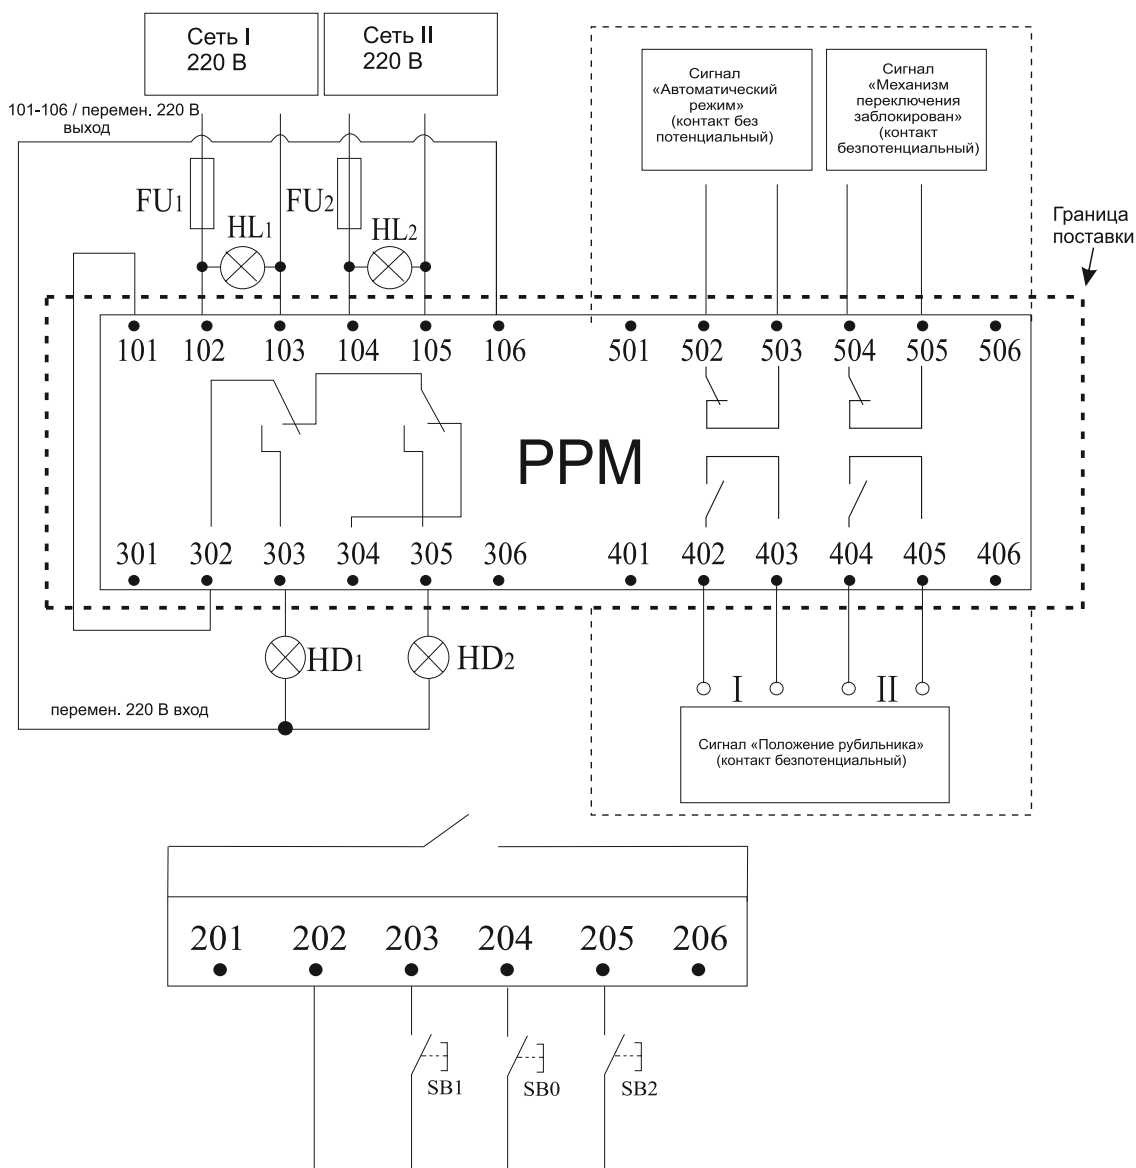 Сеть I
220 В
Сеть II
220 В
101-106 / перемен. 220 В
выход
Сигнал
«Автоматический
режим»
(контакт без
потенциальный)
Сигнал
«Механизм
переключения
заблокирован»
(контакт
безпотенциальный)
FU1
FU2
HL1
HL2
Граница
поставки
101 102 103 104 105 106 501 502 503 504 505 506
PPM
301 302 303 304 305 306 401 402 403 404 405 406
HD1
HD2
I
II
перемен. 220 В вход
Сигнал «Положение рубильника»
(контакт безпотенциальный)
201 202 203 204 205 206
SB1
SB0
SB2